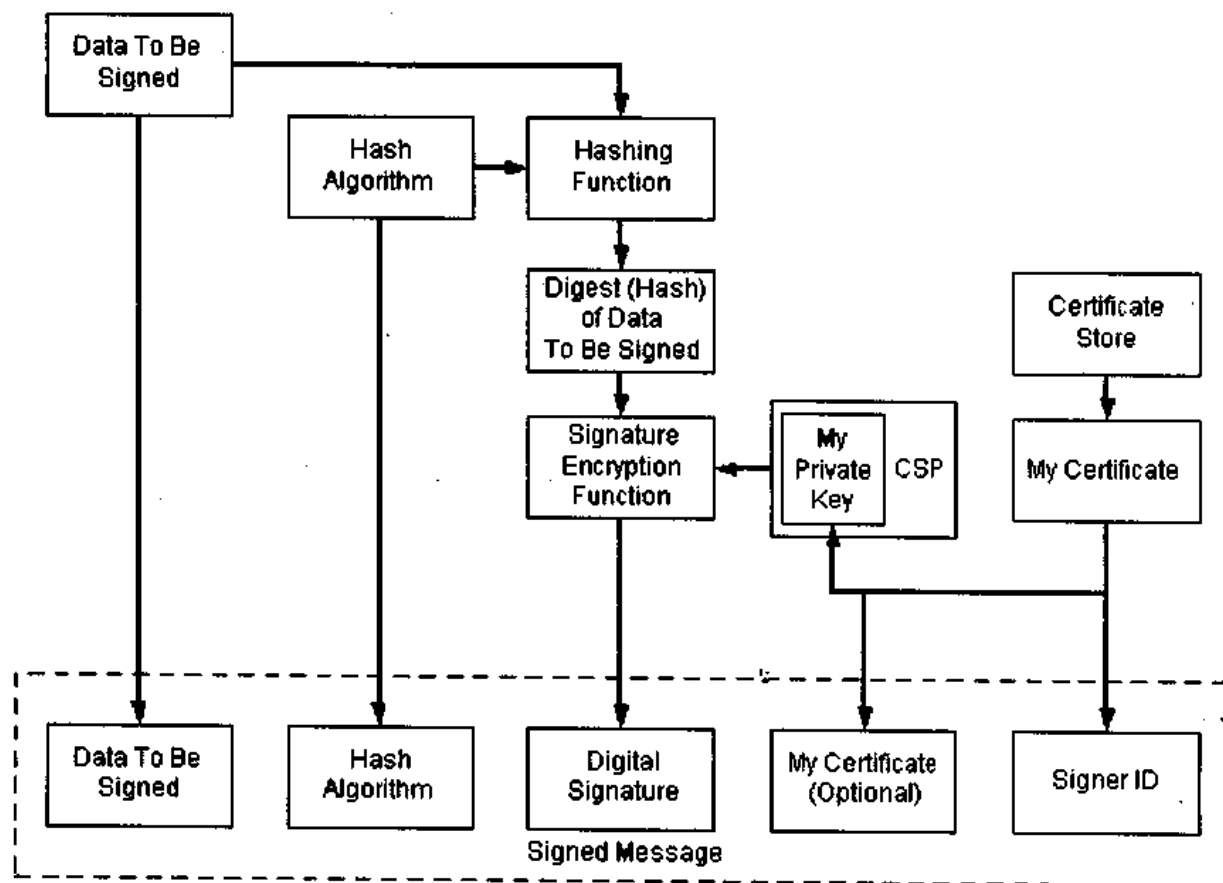 Data To Be
Signed
Hash
Algorithm
Hashing
Function
Digest (Hash)
of Data
To Be Signed
Certificate
Store
Signature
Encryption
Function
My
Private
Key
CSP
My Certificate
Data To Be
Signed
Hash
Algorithm
Digital
Signature
My Certificate
(Optional)
Signer ID
Signed Message